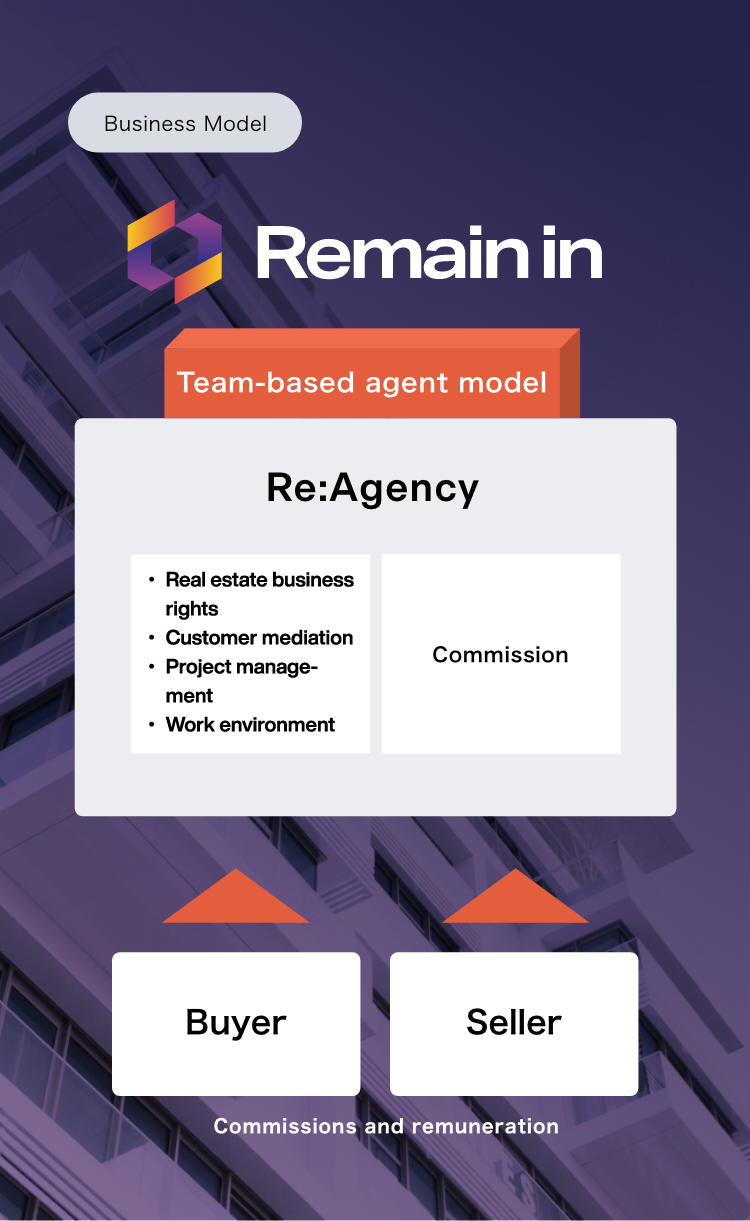 Business Model
Remain in
Team-based agent model
Re:Agency
• Real estate business
rights
• Customer mediation
• Project manage-
ment
• Work environment
Commission
Buyer
Seller
Commissions and remuneration